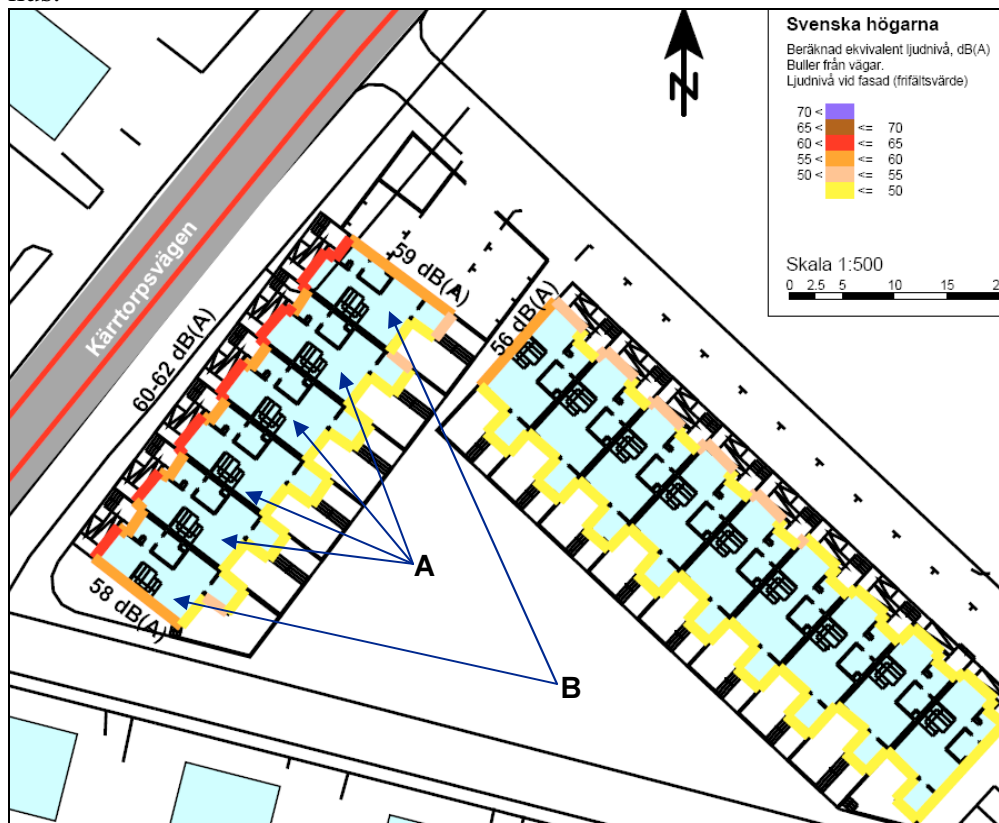 Svenska högarna
Beräknad ekvivalent ljudnivå, dB(A)
Buller från vägar.
Ljudnivå vid fasad (frifältsvärde)
70 <
65 < <= 70
60 < <= 65
55 < <= 60
50 < <= 55
<= 50
Skala 1:500
0 2.5 5 10 15
N
Kärrtorpsvägen
59 dB(A)
56 dB(A)
60-62 dB(A)
A
58 dB(A)
B